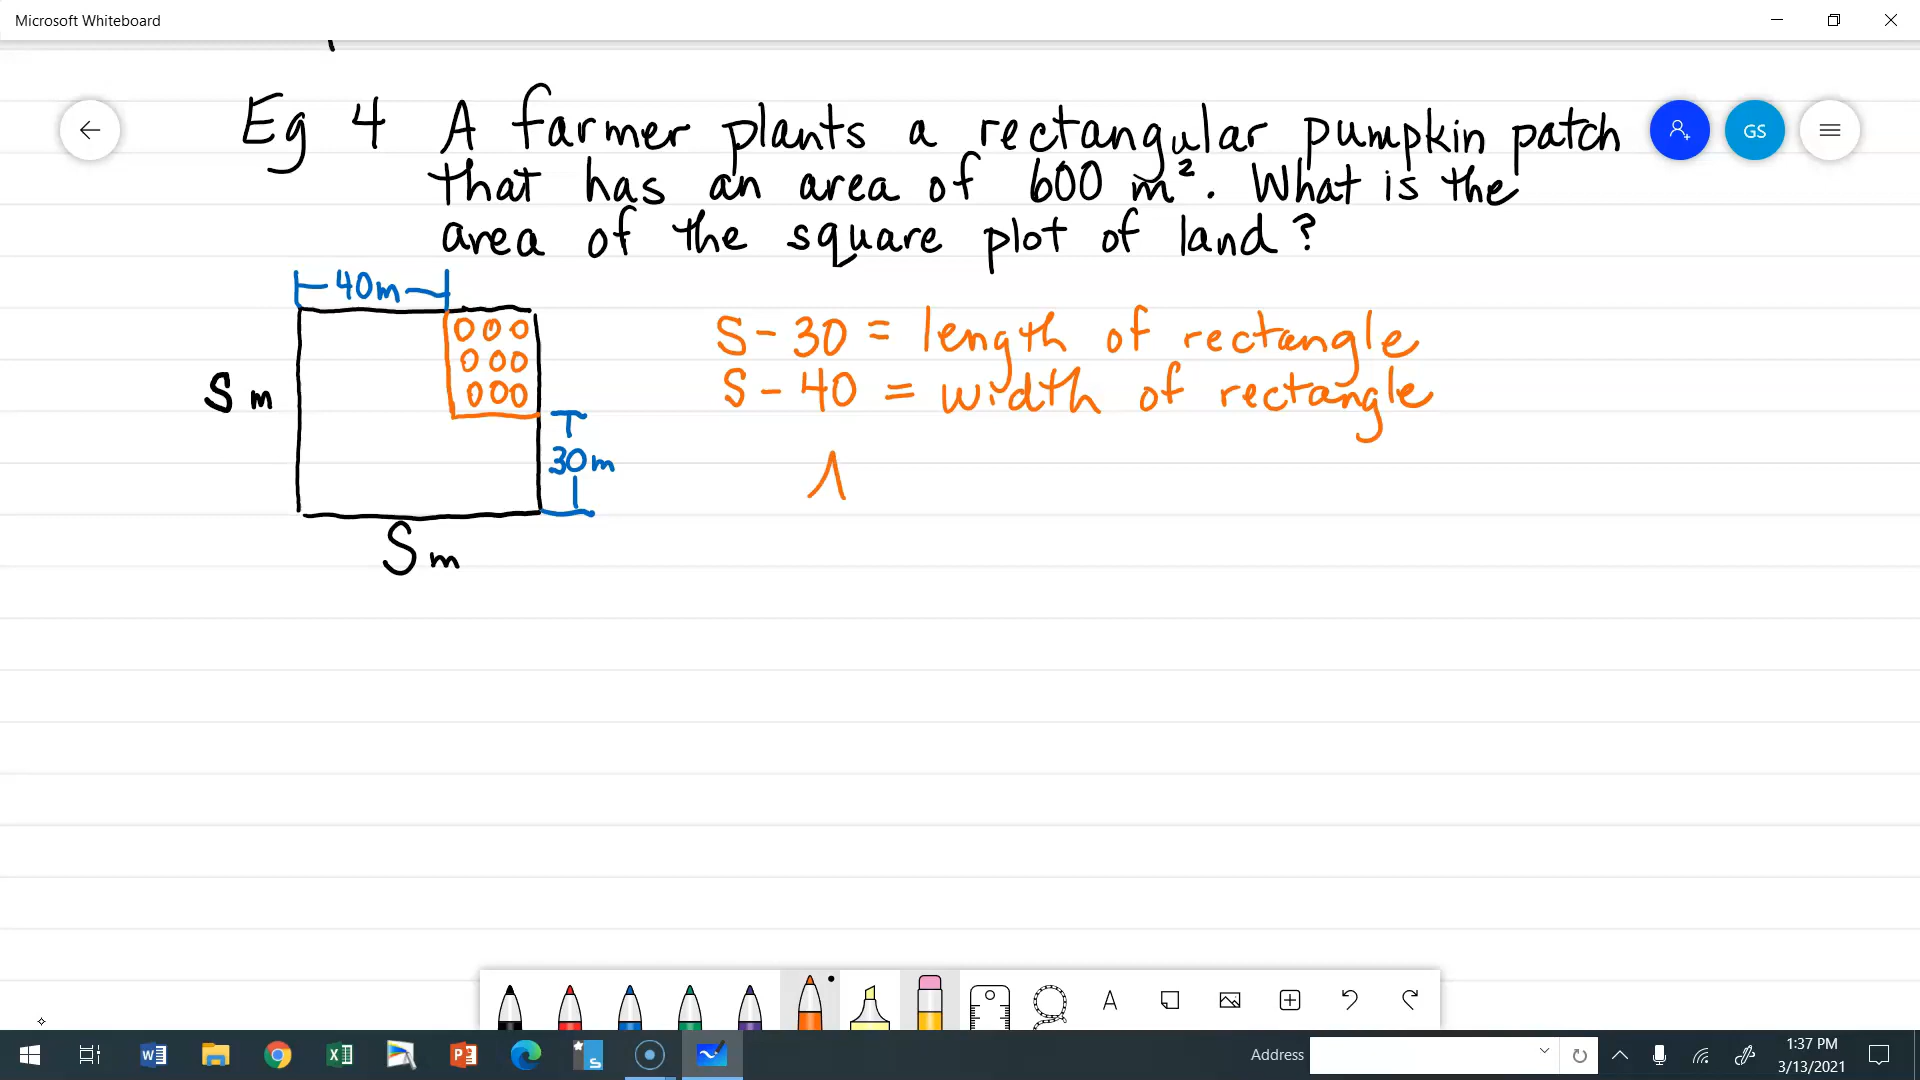 Microsoft Whiteboard
Eg 4 A farmer plants a rectangular pumpkin patch
that has an area of 600 m². What is the
area of the square plot of land?
GS
40m
S - 30 = length of rectangle
S - 40 = width of rectangle
S m
30m
S m
Address
1:37 PM
3/13/2021